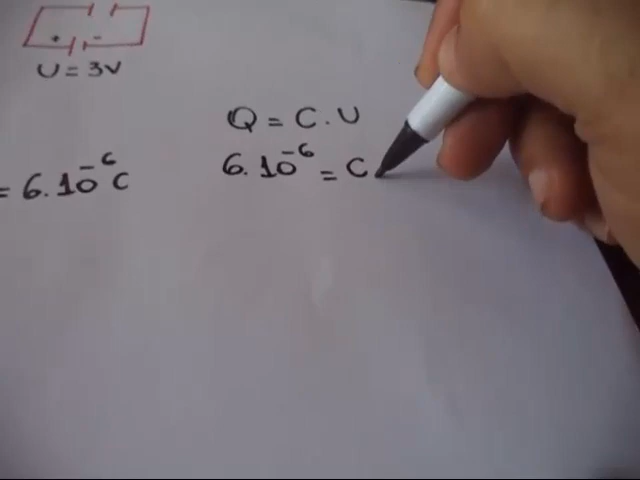 + -
U = 3V
Q = C . U
= 6.10⁻⁶ C
6.10⁻⁶ = C